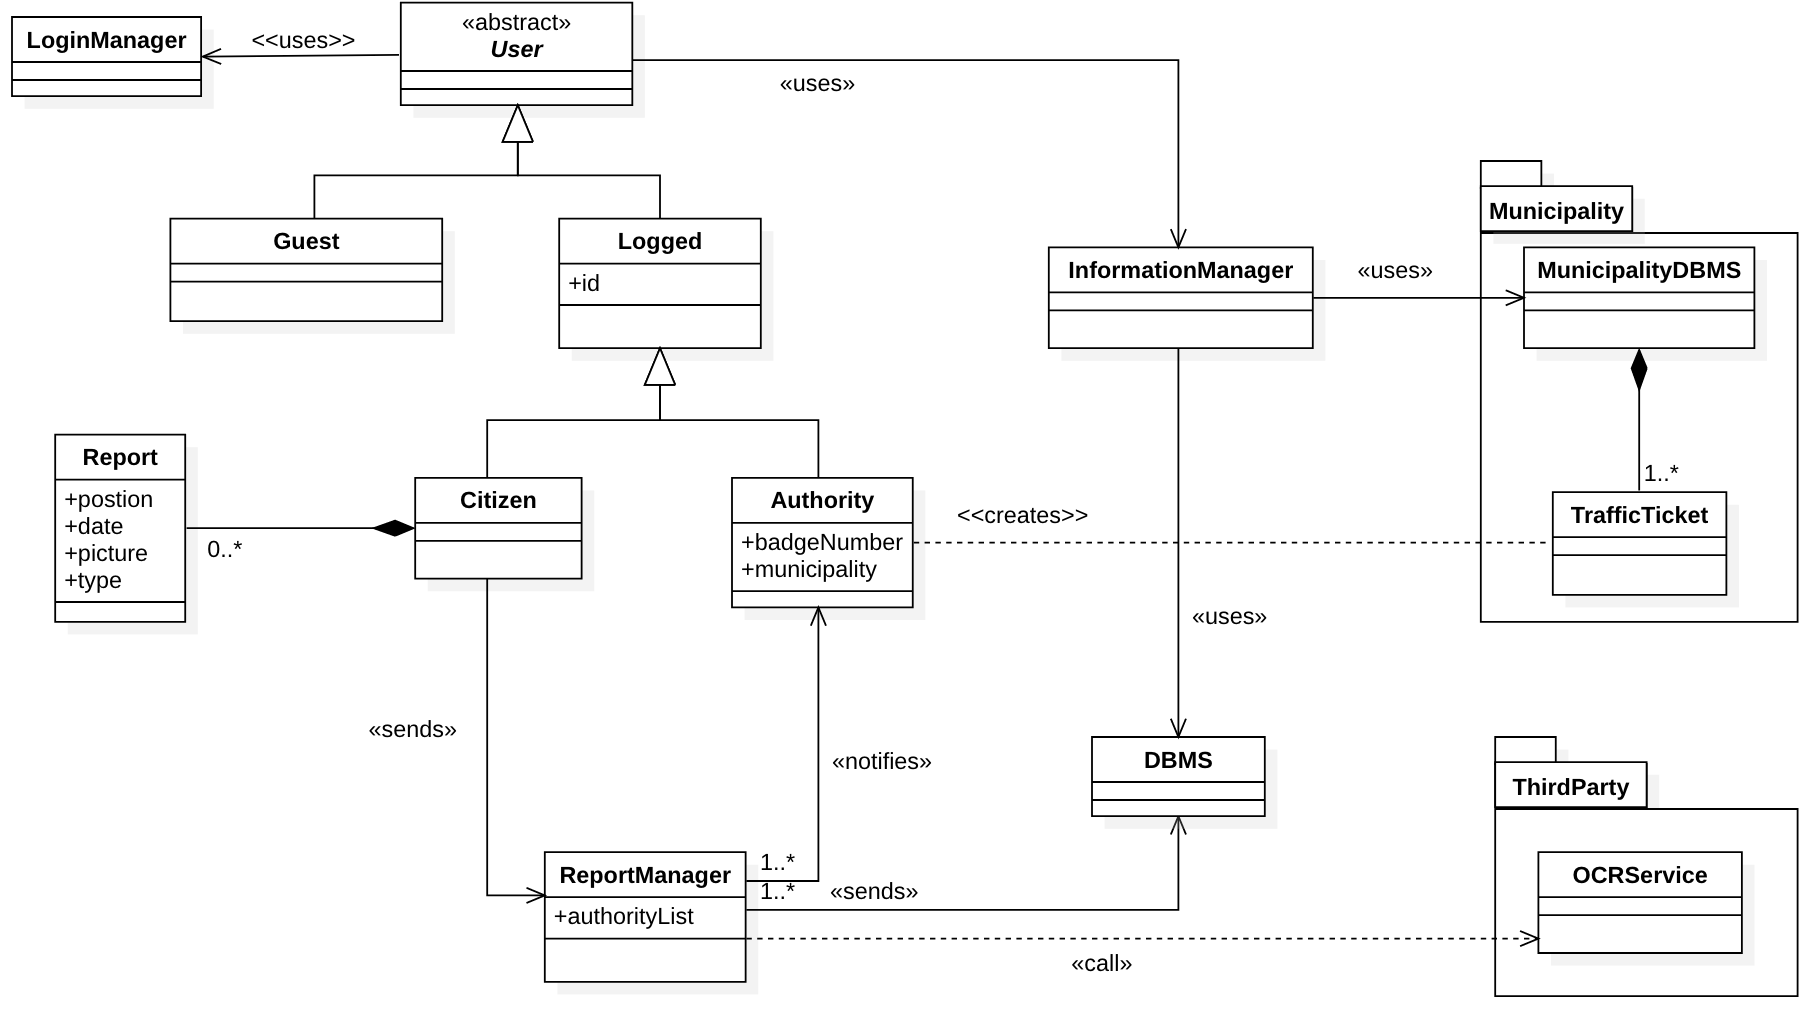 LoginManager
<<uses>>
«abstract»
User
«uses»
Guest
Logged
+id
InformationManager
«uses»
Municipality
MunicipalityDBMS
1..*
TrafficTicket
Report
+postion
+date
+picture
+type
0..*
Citizen
Authority
+badgeNumber
+municipality
<<creates>>
«uses»
«sends»
«notifies»
DBMS
ThirdParty
OCRService
ReportManager
+authorityList
1..*
1..*
«sends»
«call»